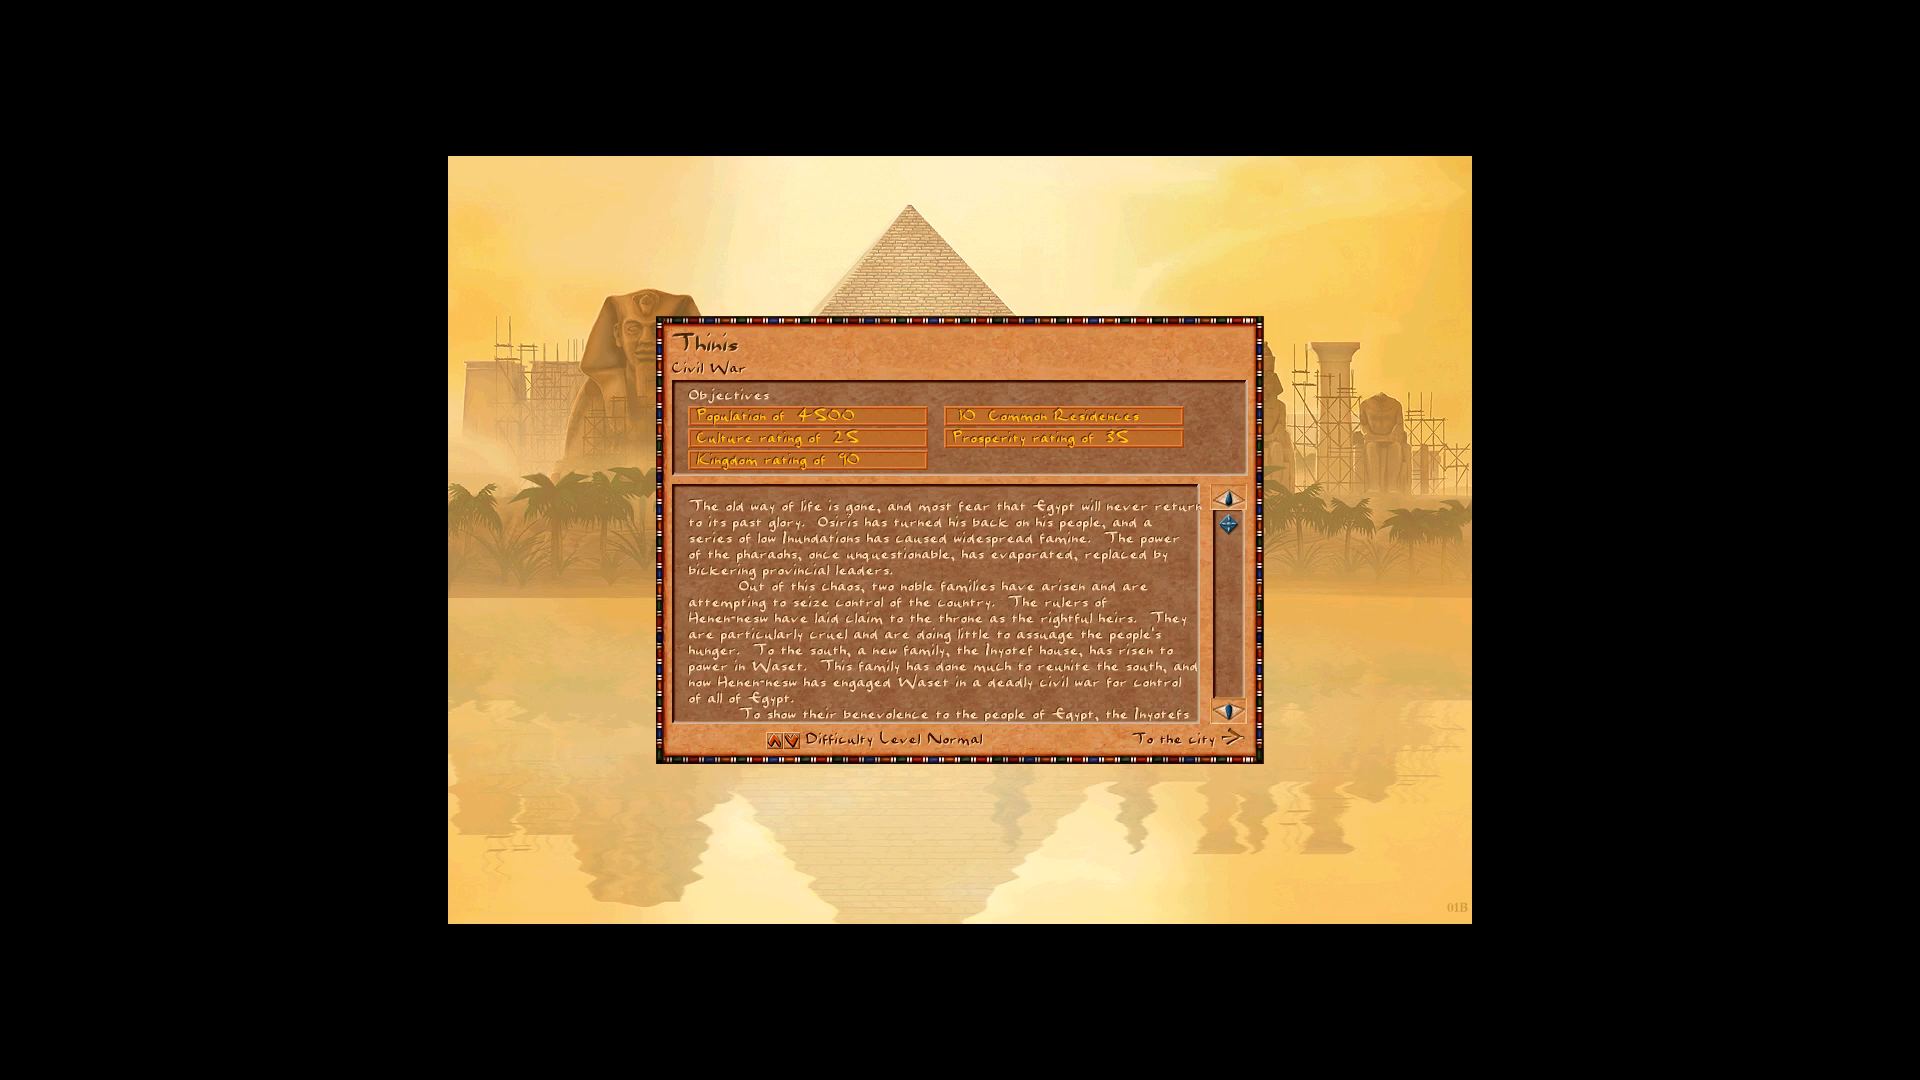 Thinis
Civil War
Objectives
Population of 4500
10 Common Residences
Culture rating of 25
Prosperity rating of 35
Kingdom rating of 90
The old way of life is gone, and most fear that Egypt will never return
to its past glory. Osiris has turned his back on his people, and a
series of low Inundations has caused widespread famine. The power
of the pharaohs, once unquestionable, has evaporated, replaced by
bickering provincial leaders.
Out of this chaos, two noble families have arisen and are
attempting to seize control of the country. The rulers of
Henen-nesw have laid claim to the throne as the rightful heirs. They
are particularly cruel and are doing little to assuage the people's
hunger. To the south, a new family, the Inyotef house, has risen to
power in Waset. This family has done much to reunite the south, and
now Henen-nesw has engaged Waset in a deadly civil war for control
of all of Egypt.
To show their benevolence to the people of Egypt, the Inyotefs
Difficulty Level Normal
To the city
01B